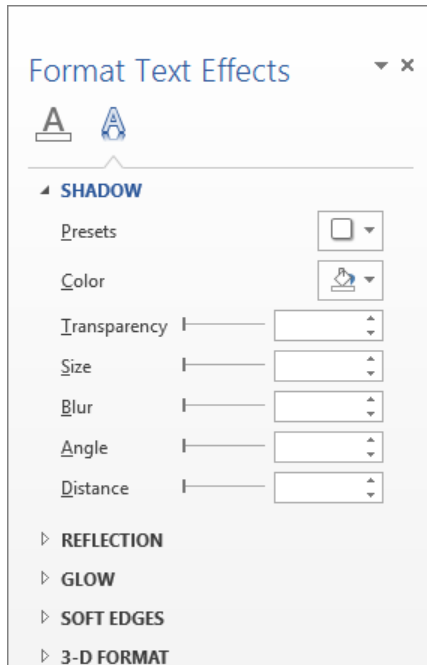 Format Text Effects
SHADOW
Presets
Color
Transparency
Size
Blur
Angle
Distance
REFLECTION
GLOW
SOFT EDGES
3-D FORMAT